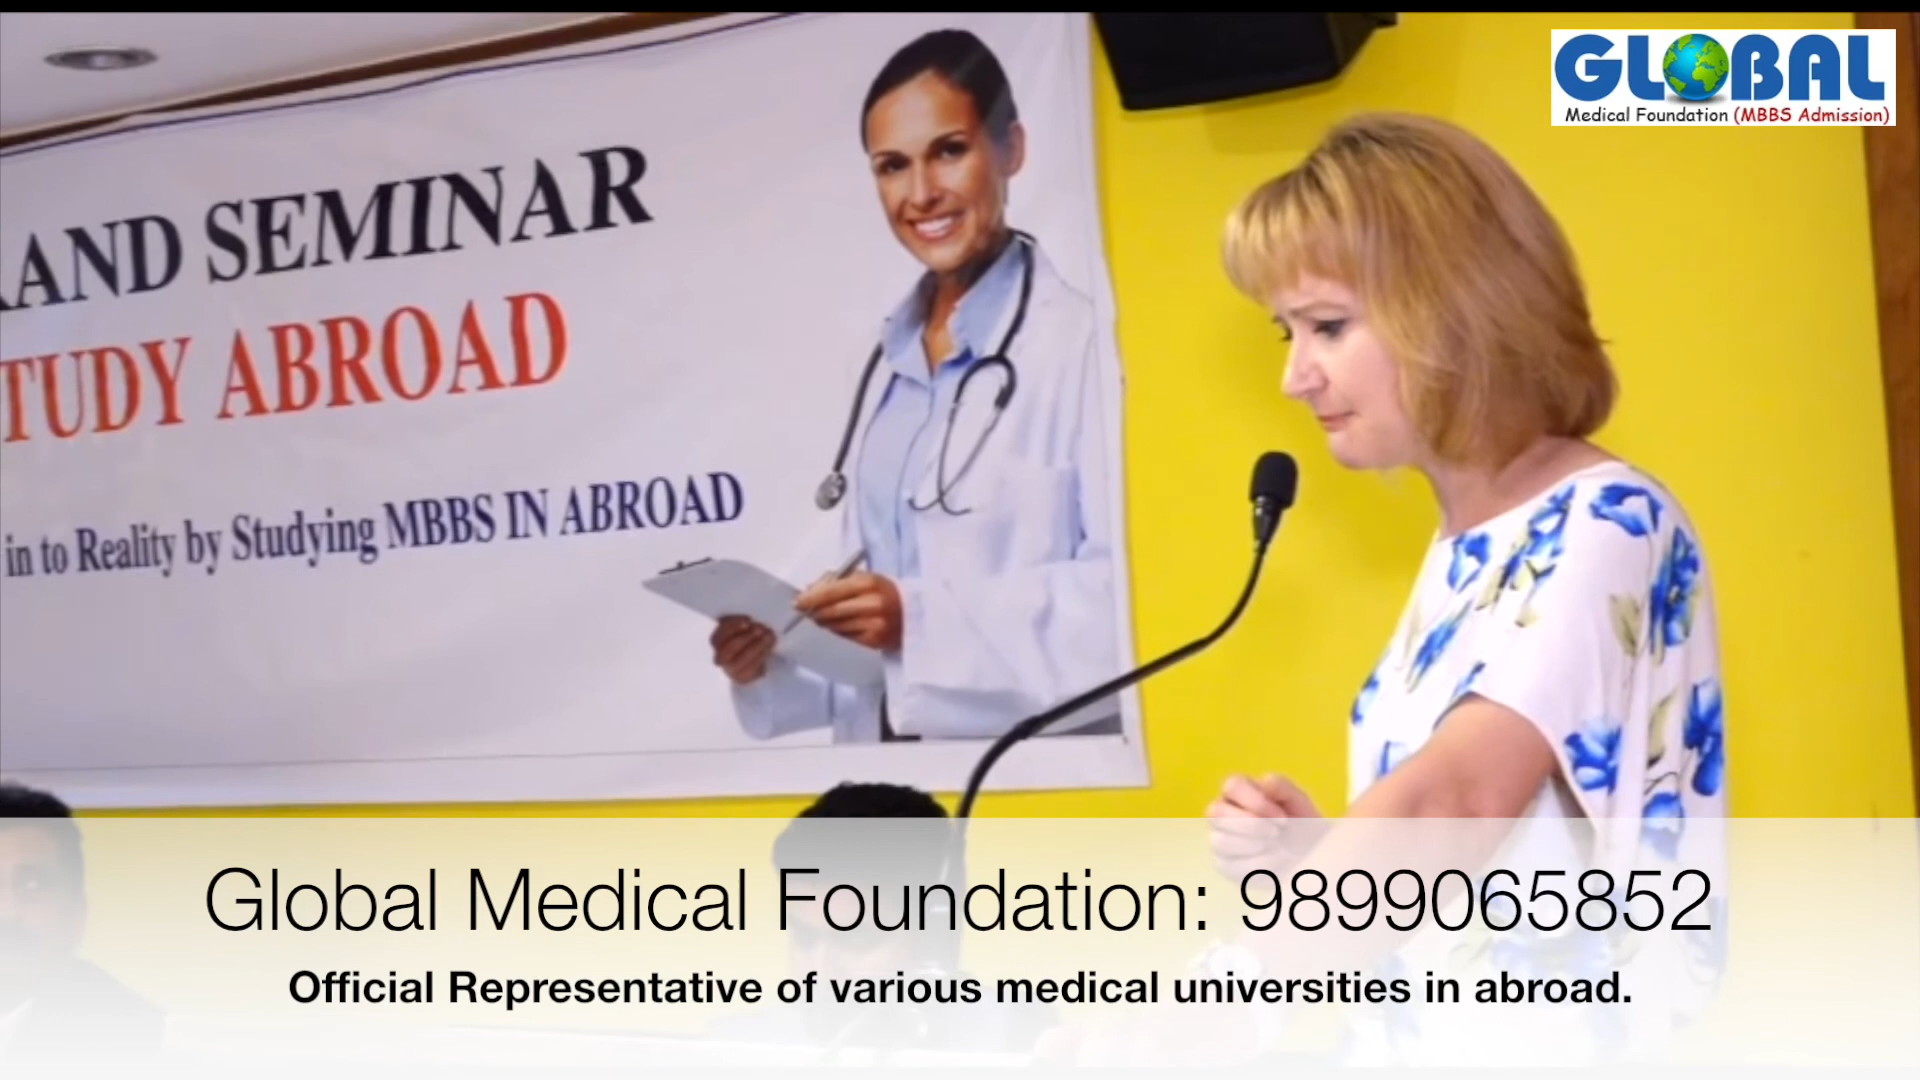 GLOBAL
Medical Foundation (MBBS Admission)
AND SEMINAR
TUDY ABROAD
in to Reality by Studying MBBS IN ABROAD
Global Medical Foundation: 9899065852
Official Representative of various medical universities in abroad.